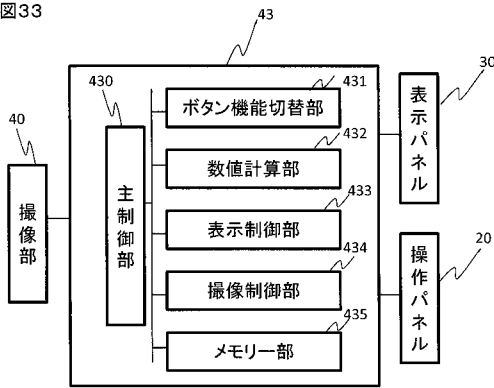 図33
43
430
431
ボタン機能切替部
432
数値計算部
433
表示制御部
434
撮像制御部
435
メモリー部
主制御部
40
撮像部
30
表示パネル
20
操作パネル